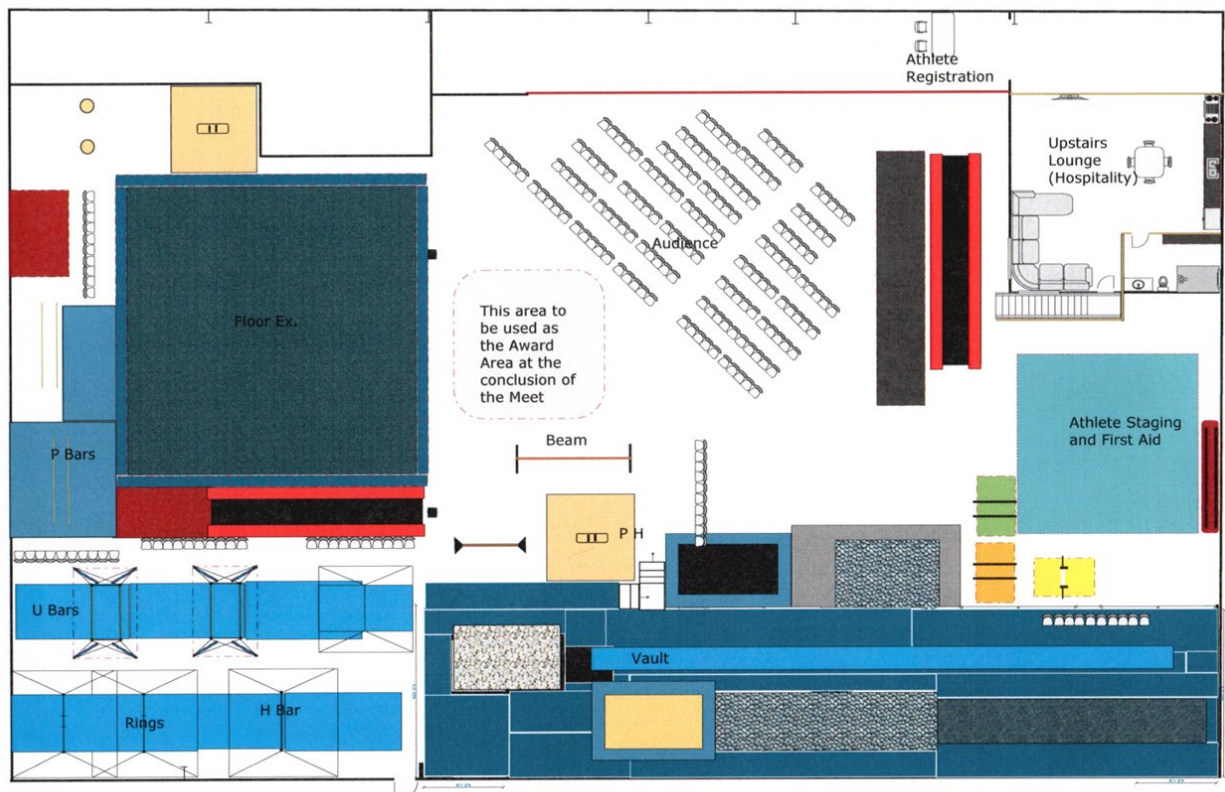 Athlete
Registration
Upstairs
Lounge
(Hospitality)
Audience
This area to
be used as
the Award
Area at the
conclusion of
the Meet
Floor Ex.
Athlete Staging
and First Aid
Beam
P Bars
P H
U Bars
Vault
H Bar
Rings